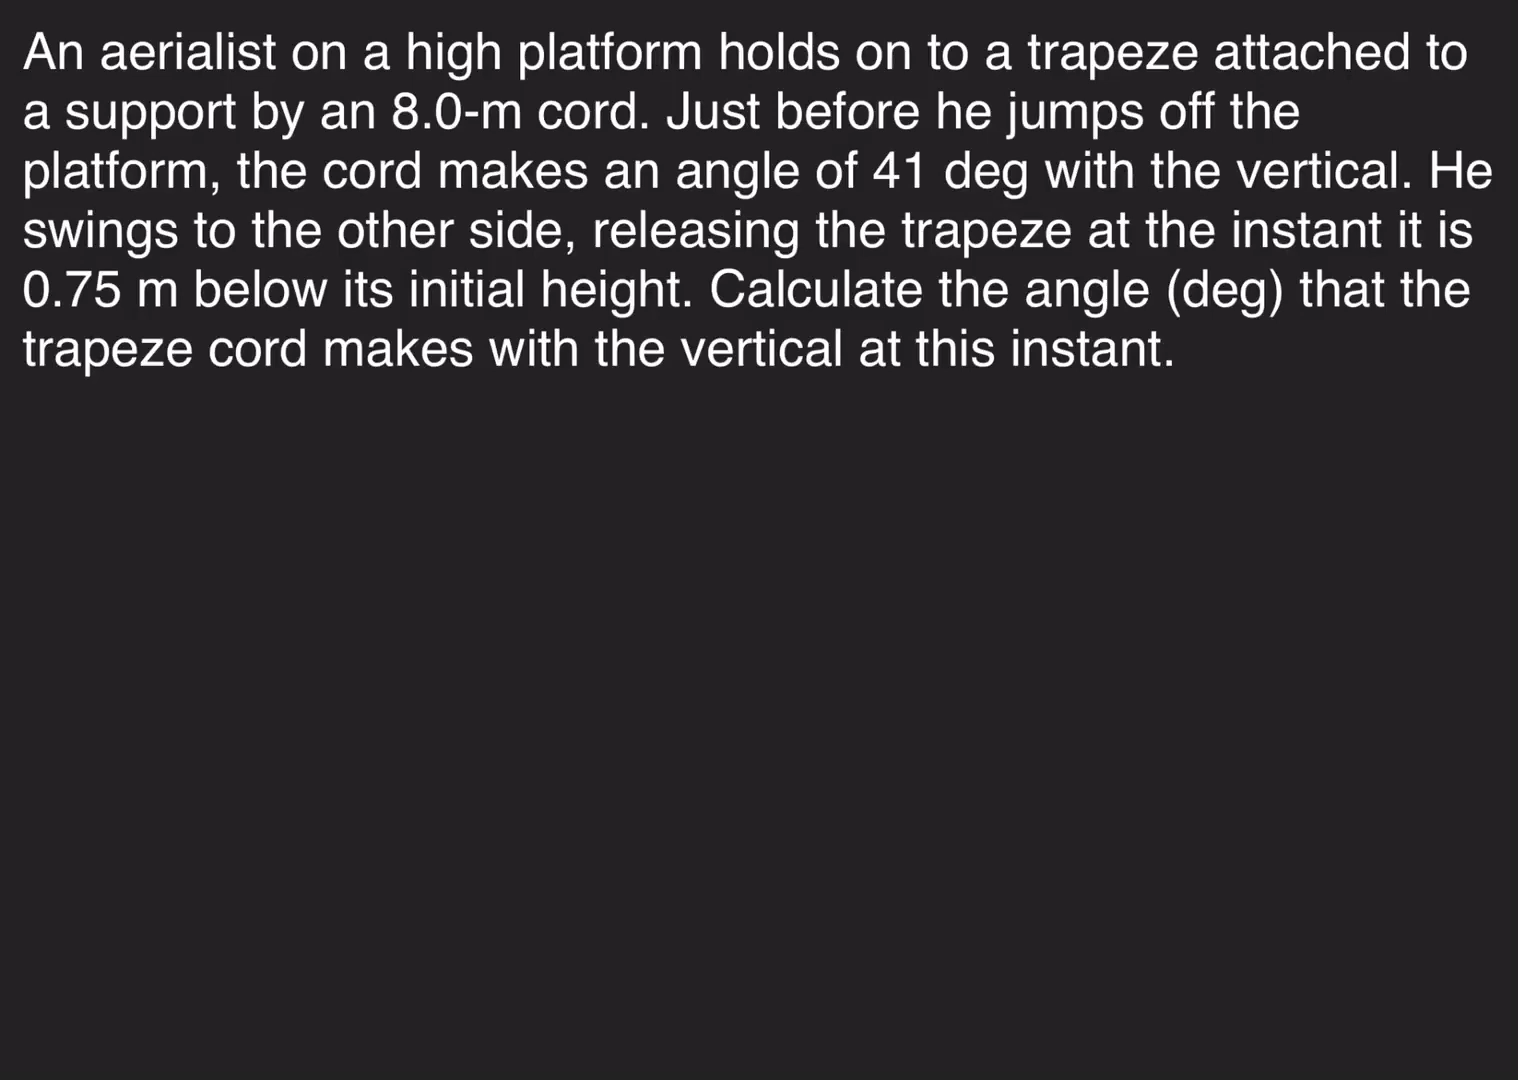 An aerialist on a high platform holds on to a trapeze attached to
a support by an 8.0-m cord. Just before he jumps off the
platform, the cord makes an angle of 41 deg with the vertical. He
swings to the other side, releasing the trapeze at the instant it is
0.75 m below its initial height. Calculate the angle (deg) that the
trapeze cord makes with the vertical at this instant.